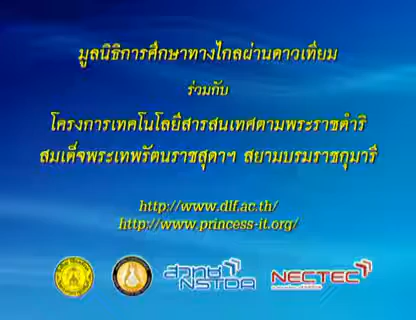 มูลนิธิการศึกษาทางไกลผ่านดาวเทียม
ร่วมกับ
โครงการเทคโนโลยีสารสนเทศตามพระราชดำริ
สมเด็จพระเทพรัตนราชสุดาฯ สยามบรมราชกุมารี
http://www.dlf.ac.th/
http://www.princess-it.org/
สวทช
NSTDA
NECTEC